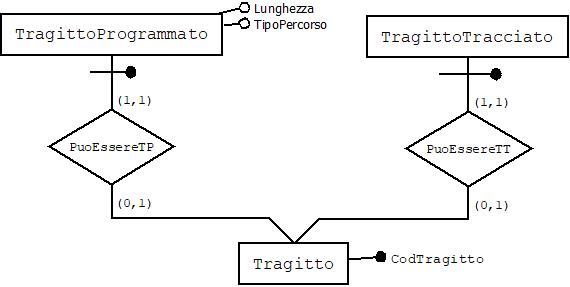 Lunghezza
TipoPercorso
TragittoProgrammato
TragittoTracciato
(1,1)
(1,1)
PuoEssereTP
PuoEssereTT
(0,1)
(0,1)
Tragitto
CodTragitto